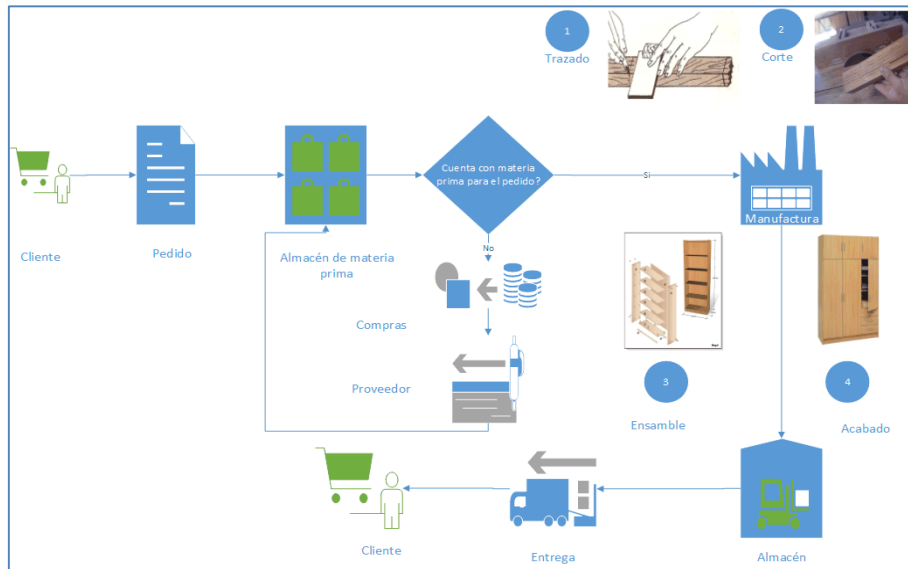 1
Trazado
2
Corte
Cliente
Pedido
Almacén de materia
prima
Cuenta con materia
prima para el pedido?
Si
No
Manufactura
Compras
Proveedor
3
Ensamble
4
Acabado
Cliente
Entrega
Almacén